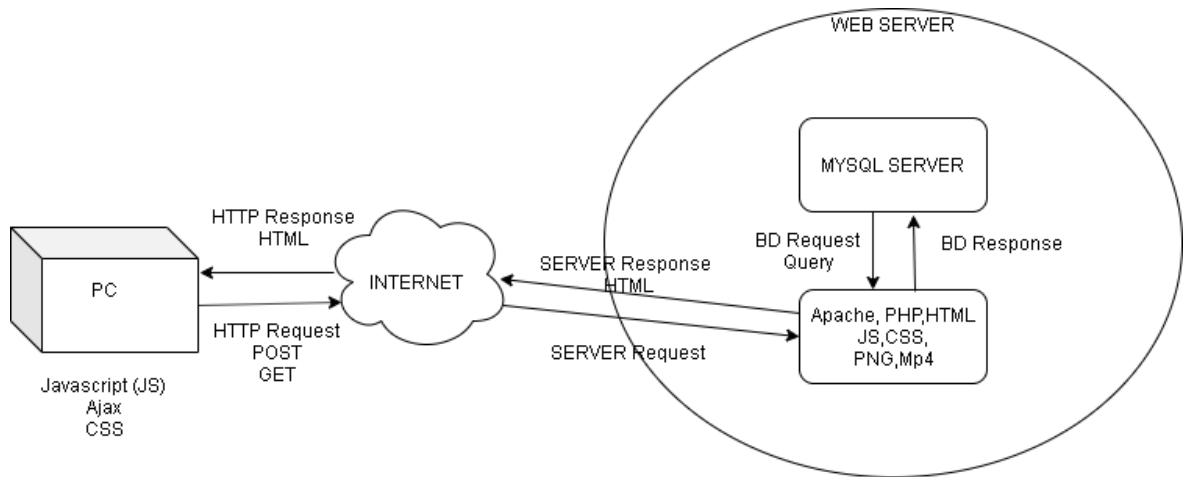 WEB SERVER
MYSQL SERVER
BD Request
Query
BD Response
HTTP Response
HTML
PC
INTERNET
SERVER Response
HTML
HTTP Request
POST
GET
SERVER Request
Apache, PHP,HTML
JS,CSS,
PNG,Mp4
Javascript (JS)
Ajax
CSS